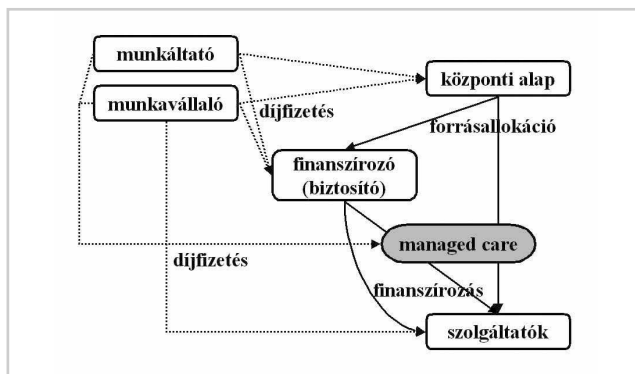 munkáltató
központi alap
munkavállaló
díjfizetés
forrásallokáció
finanszírozó
(biztosító)
managed care
díjfizetés
finanszírozás
szolgáltatók